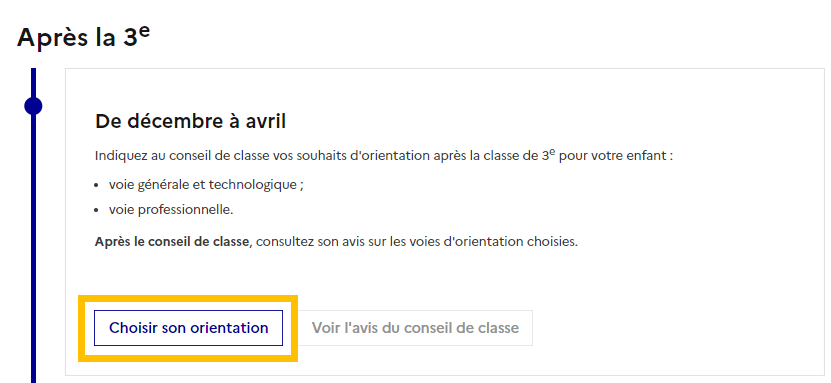 Après la 3e
De décembre à avril
Indiquez au conseil de classe vos souhaits d'orientation après la classe de 3e pour votre enfant :
• voie générale et technologique ;
• voie professionnelle.
Après le conseil de classe, consultez son avis sur les voies d'orientation choisies.
Choisir son orientation Voir l'avis du conseil de classe